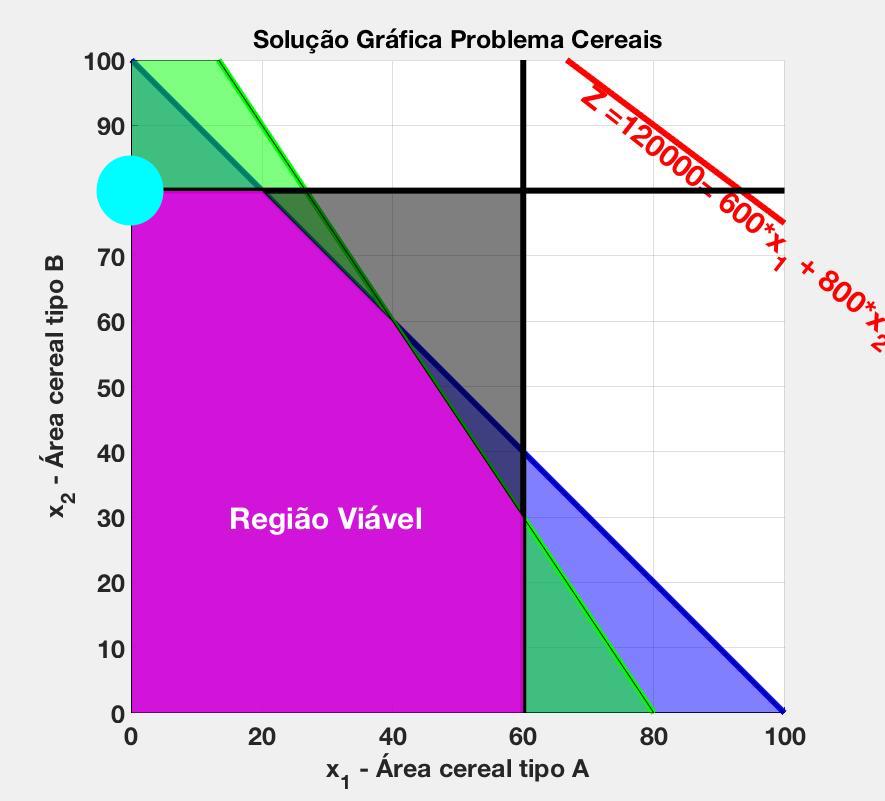 Solução Gráfica Problema Cereais
100
90
70
60
50
40
30
20
10
0
x2 - Área cereal tipo B
Z =120000= 600*x1 + 800*x2
Região Viável
0 20 40 60 80 100
x1 - Área cereal tipo A